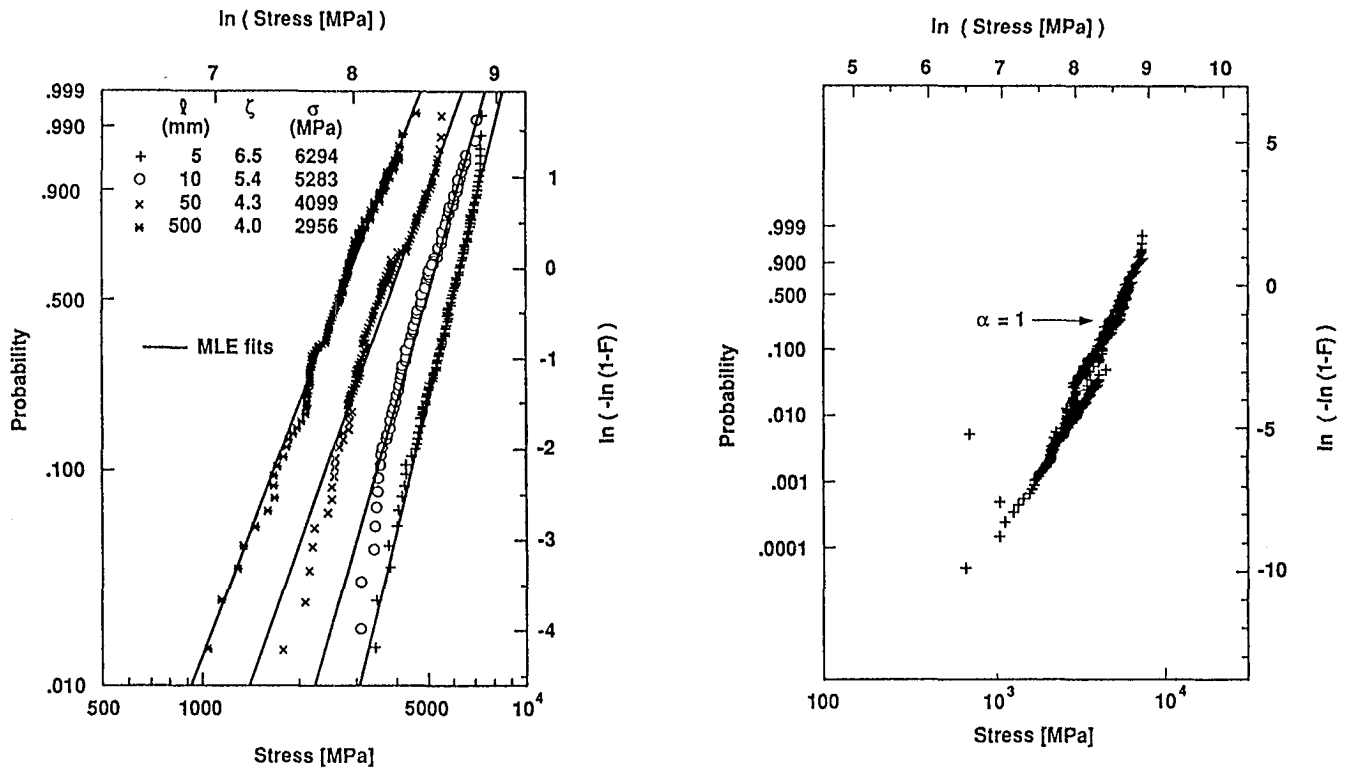 ln ( Stress [MPa] )
7 8 9
.999
.990
.900
.500
.100
.010
Probability
ℓ ζ σ
(mm) (MPa)
+ 5 6.5 6294
○ 10 5.4 5283
× 50 4.3 4099
500 4.0 2956
MLE fits
1
0
-1
-2
-3
-4
ln ( -ln (1-F) )
500 1000 5000 10⁴
Stress [MPa]
ln ( Stress [MPa] )
5 6 7 8 9 10
.999
.900
.500
.100
.010
.001
.0001
Probability
α = 1
5
0
-5
-10
ln ( -ln (1-F) )
100 10³ 10⁴
Stress [MPa]